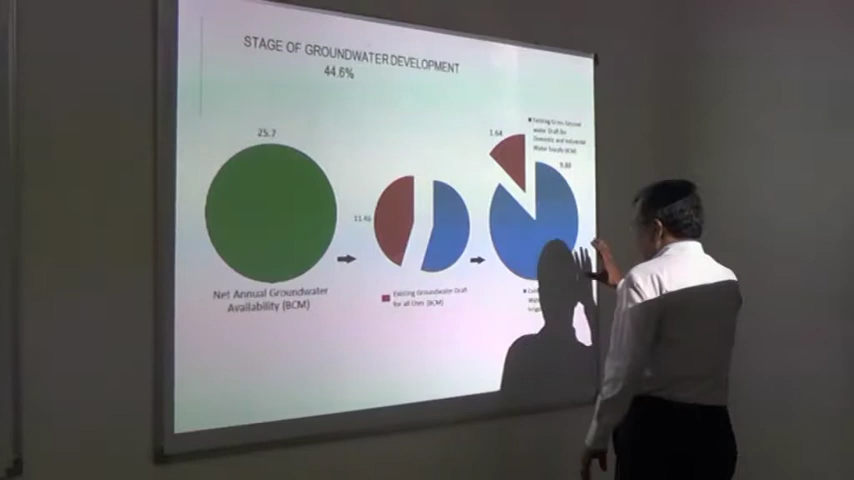 STAGE OF GROUNDWATER DEVELOPMENT
44.6%
25.7
Net Annual Groundwater
Availability (BCM)
11.46
Existing Groundwater Draft
for all Uses (BCM)
1.64
Existing Gross Ground
water Draft for
Domestic and Industrial
Water Supply (BCM)
9.80